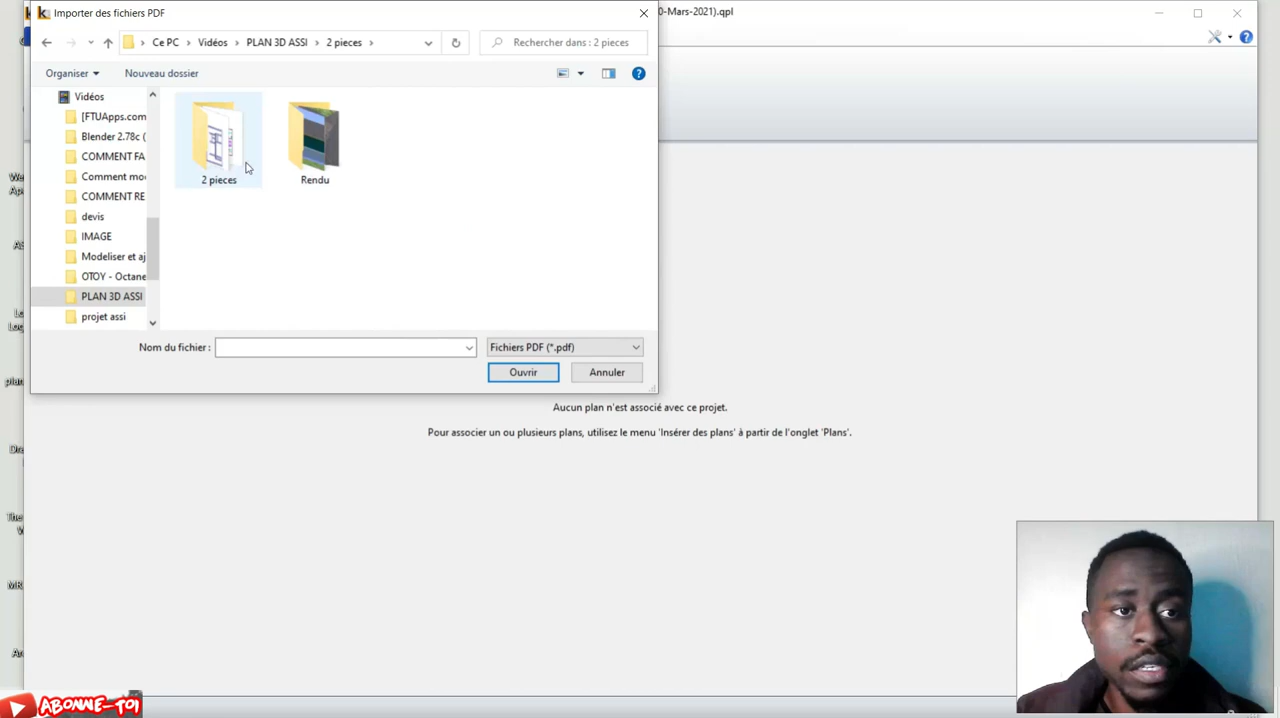 Importer des fichiers PDF
0-Mars-2021).qpl
Ce PC > Vidéos > PLAN 3D ASSI > 2 pieces >
Rechercher dans : 2 pieces
Organiser
Nouveau dossier
Vidéos
[FTUApps.com
Blender 2.78c (
COMMENT FA
Comment mo
COMMENT RE
devis
IMAGE
Modeliser et aj
OTOY - Octane
PLAN 3D ASSI
projet assi
2 pieces
Rendu
Nom du fichier :
Fichiers PDF (*.pdf)
Ouvrir
Annuler
Aucun plan n'est associé avec ce projet.
Pour associer un ou plusieurs plans, utilisez le menu 'Insérer des plans' à partir de l'onglet 'Plans'.
ABONNE-TOI